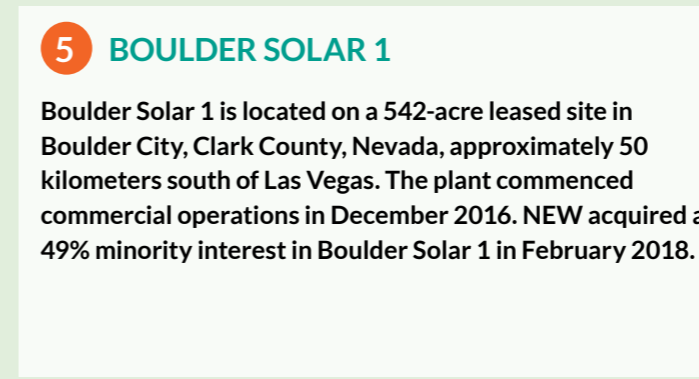 5 BOULDER SOLAR 1
Boulder Solar 1 is located on a 542-acre leased site in
Boulder City, Clark County, Nevada, approximately 50
kilometers south of Las Vegas. The plant commenced
commercial operations in December 2016. NEW acquired a
49% minority interest in Boulder Solar 1 in February 2018.